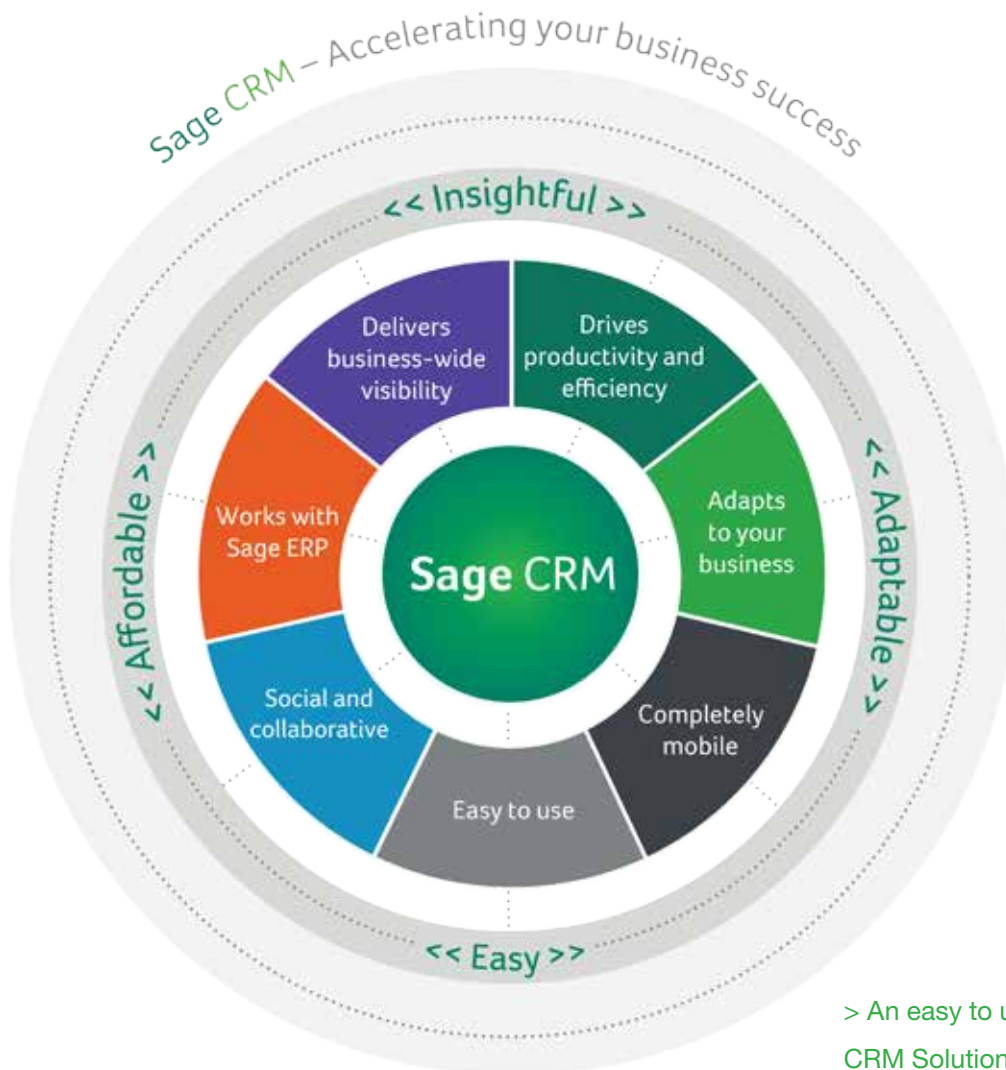 Sage CRM – Accelerating your business success
<< Insightful >>
Delivers
business-wide
visibility
Drives
productivity and
efficiency
<< Affordable >>
Works with
Sage ERP
Sage CRM
Adapts
to your
business
<< Adaptable >>
Social and
collaborative
Completely
mobile
Easy to use
<< Easy >>
> An easy to
CRM Solution